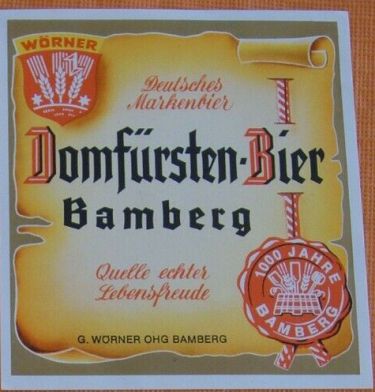 WÖRNER
Deutsches
Markenbier
Domfürsten-Bier
Bamberg
Quelle echter
Lebensfreude
1000 JAHRE
BAMBERG
G. WÖRNER OHG BAMBERG